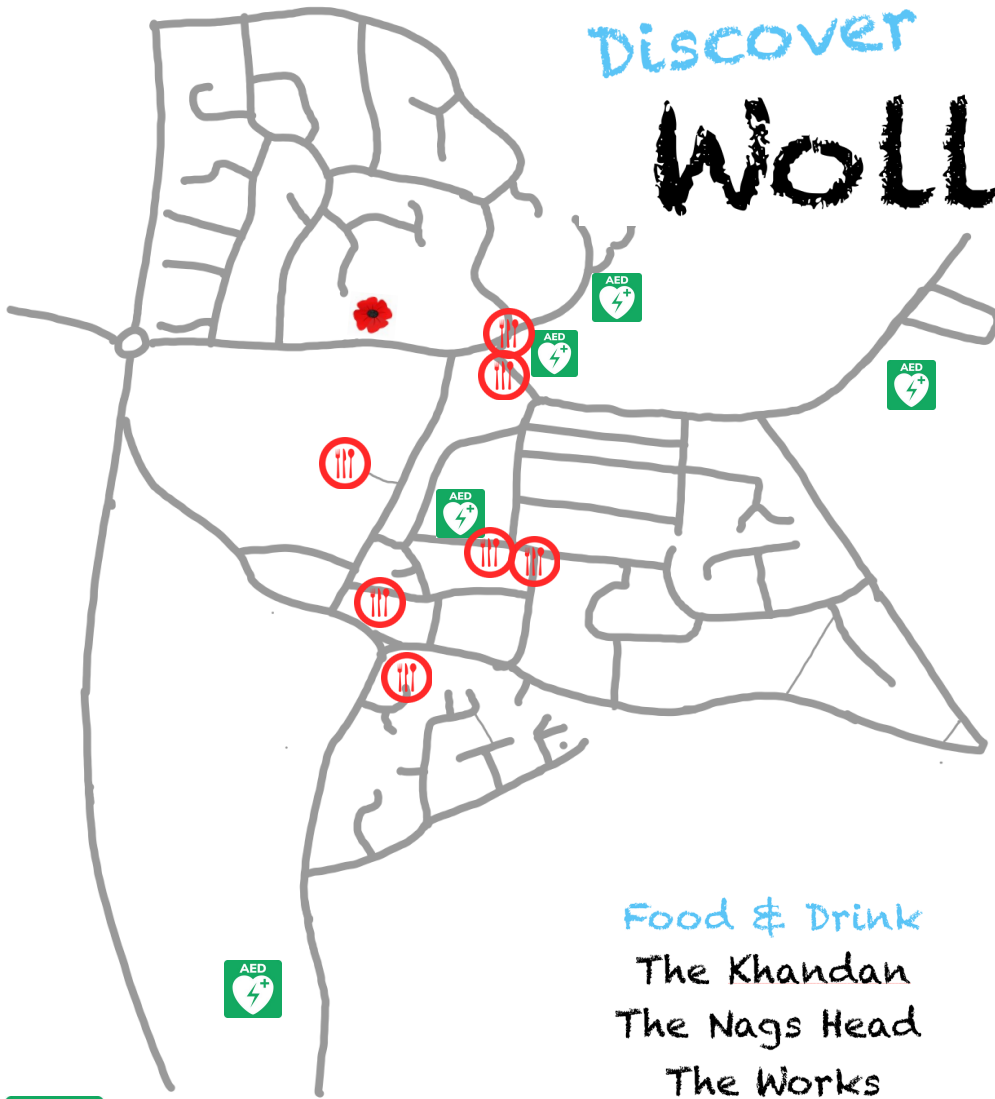 Discover
Woll
AED
AED
AED
AED
Food & Drink
The Khandan
The Nags Head
The Works
AED